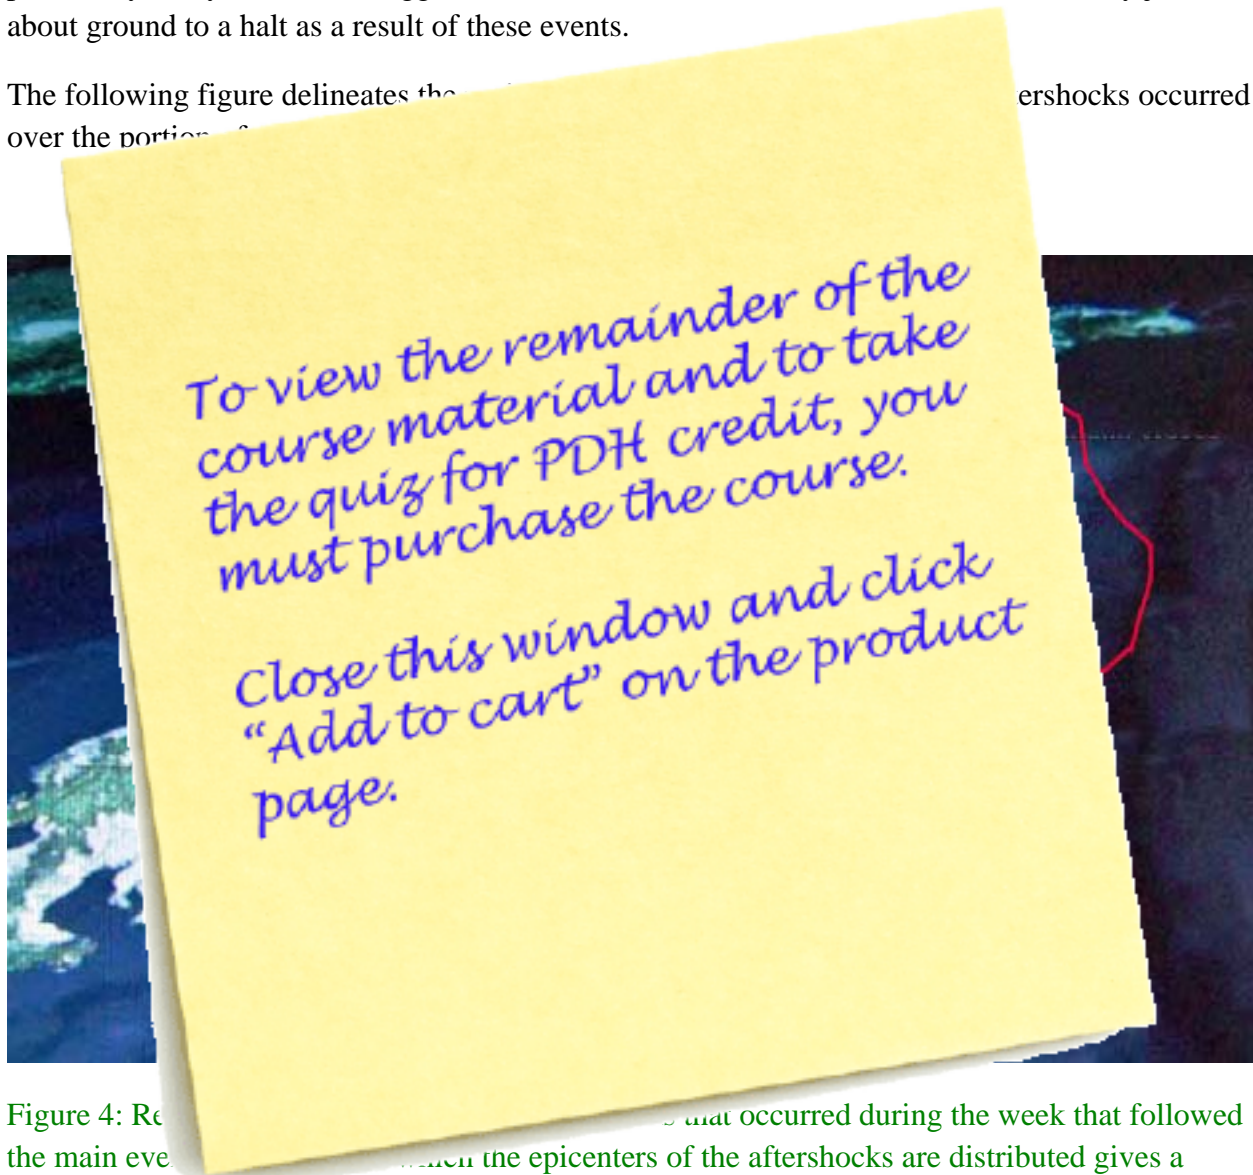 about ground to a halt as a result of these events.
The following figure delineates the ershocks occurred
over the portion
To view the remainder of the
course material and to take
the quiz for PDH credit, you
must purchase the course.
Close this window and click
“Add to cart” on the product
page.
Figure 4: Re that occurred during the week that followed
the main eve which the epicenters of the aftershocks are distributed gives a